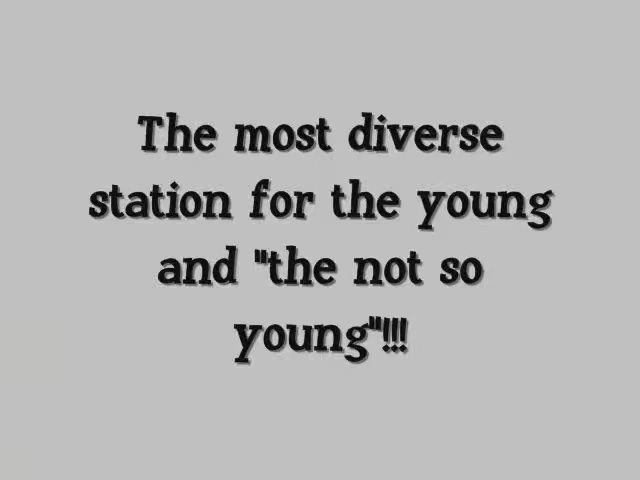 The most diverse
station for the young
and "the not so
young"!!!